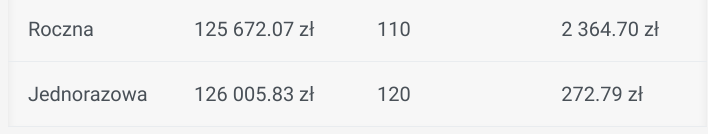 Roczna 125 672.07 zł 110 2 364.70 zł
Jednorazowa 126 005.83 zł 120 272.79 zł